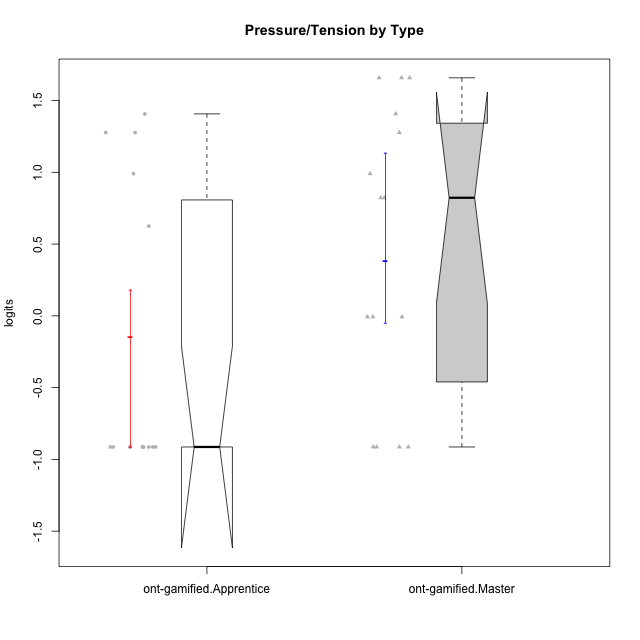 Pressure/Tension by Type
logits
1.5
1.0
0.5
0.0
-0.5
-1.0
-1.5
ont-gamified.Apprentice
ont-gamified.Master